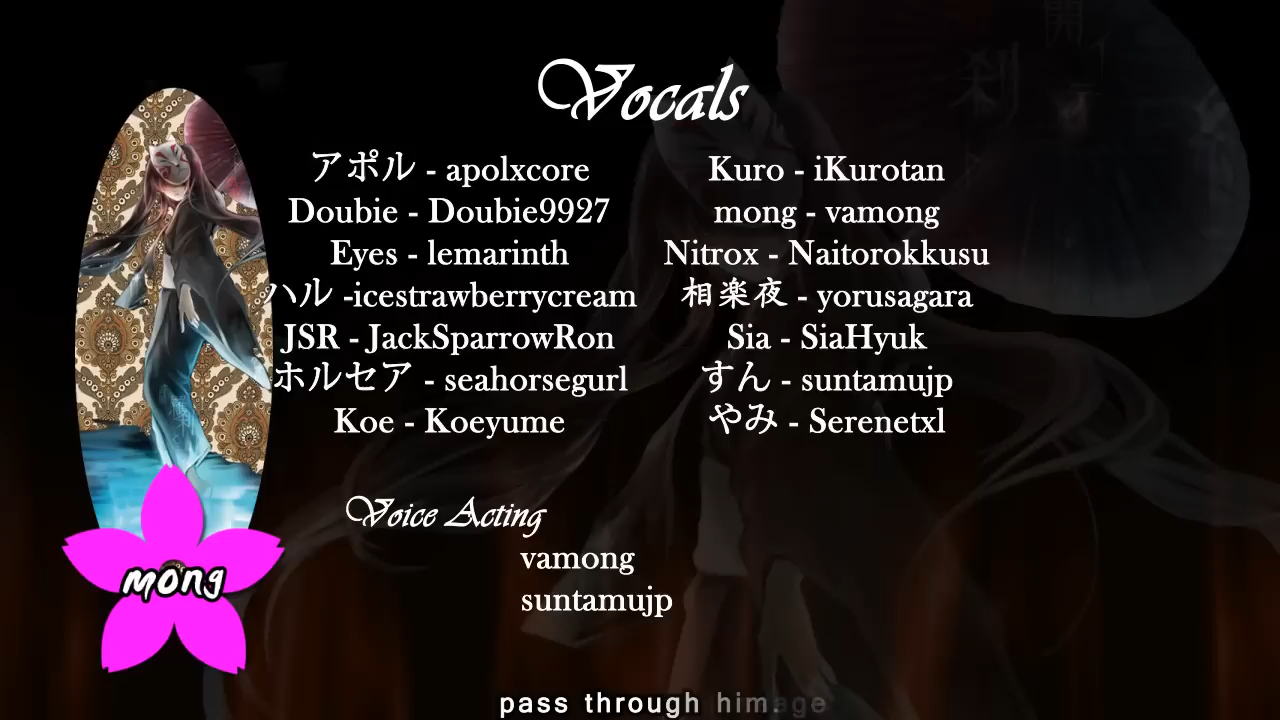 Vocals
アポル - apolxcore
Doubie - Doubie9927
Eyes - lemarinth
ハル -icestrawberrycream
JSR - JackSparrowRon
ホルセア - seahorsegurl
Koe - Koeyume
Kuro - iKurotan
mong - vamong
Nitrox - Naitorokkusu
相楽夜 - yorusagara
Sia - SiaHyuk
すん - suntamujp
やみ - Serenetxl
Voice Acting
vamong
suntamujp
mong
pass through